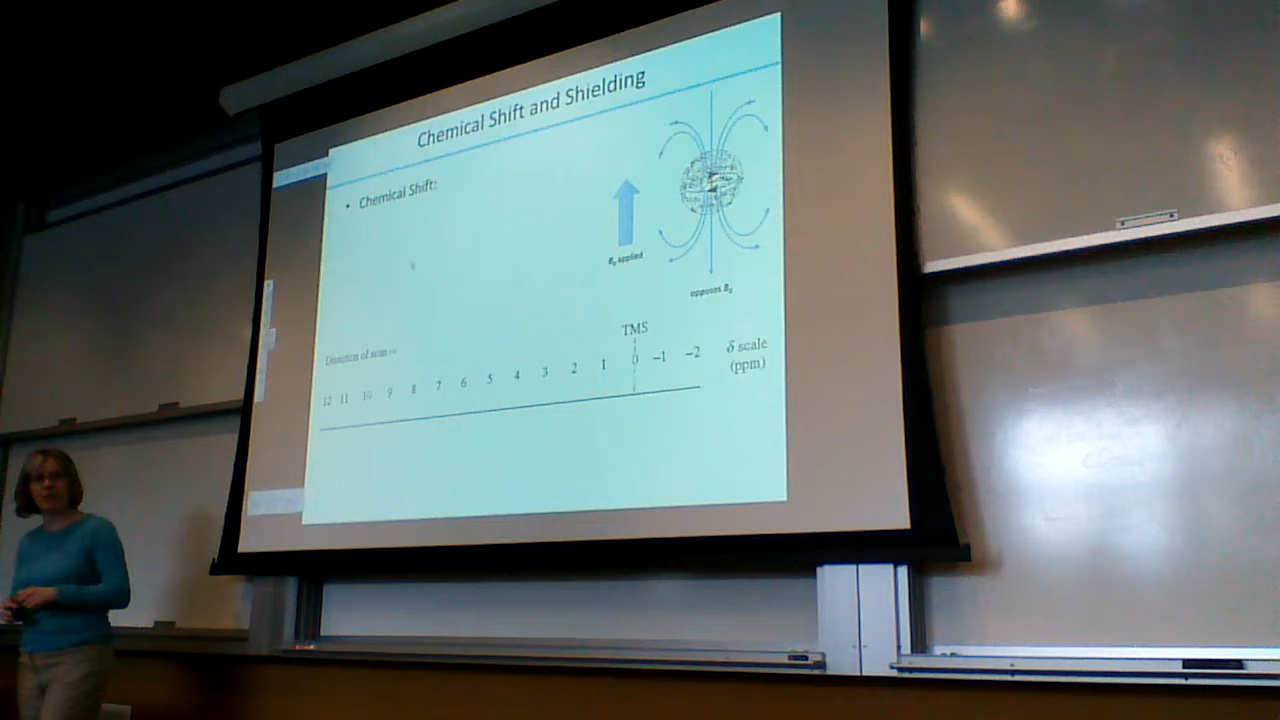 Chemical Shift and Shielding
• Chemical Shift:
B₀ applied
opposes B₀
TMS
Direction of scan ⇒
12 11 10 9 8 7 6 5 4 3 2 1 0 −1 −2
δ scale
(ppm)